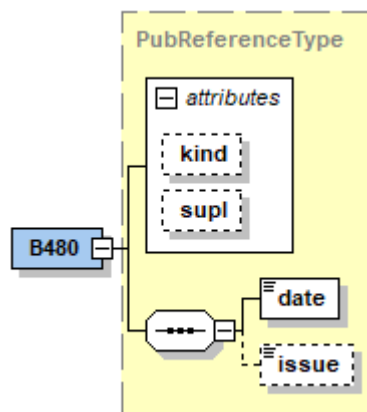 PubReferenceType
attributes
kind
supl
B480
date
issue